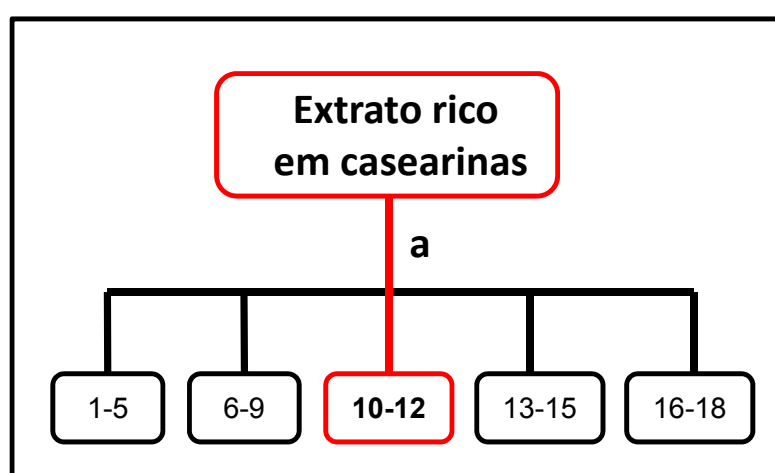 Extrato rico
em casearinas
a
1-5
6-9
10-12
13-15
16-18